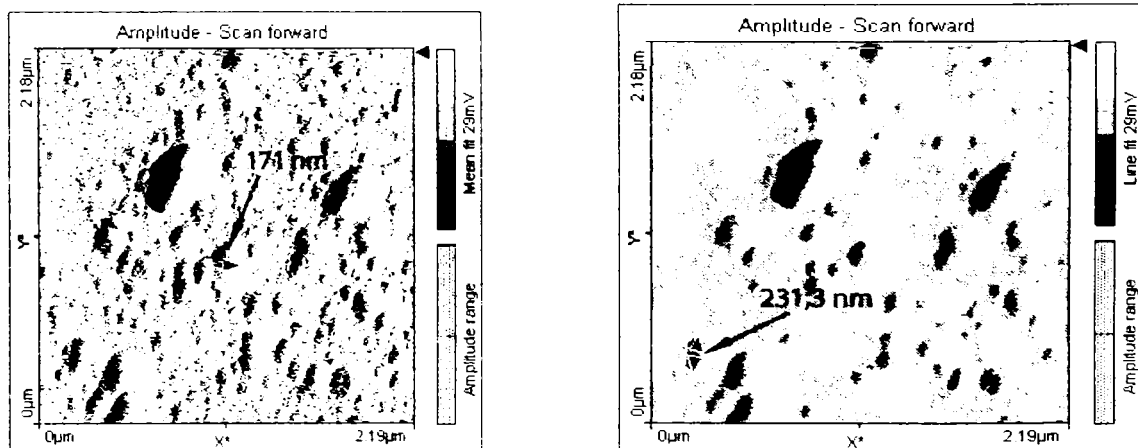 Amplitude - Scan forward
2.18µm
Y*
0µm
0µm
X*
2.19µm
171 nm
Mean fit 29mV
Amplitude range
Amplitude - Scan forward
2.18µm
Y*
0µm
0µm
X*
2.19µm
231,3 nm
Line fit 29mV
Amplitude range